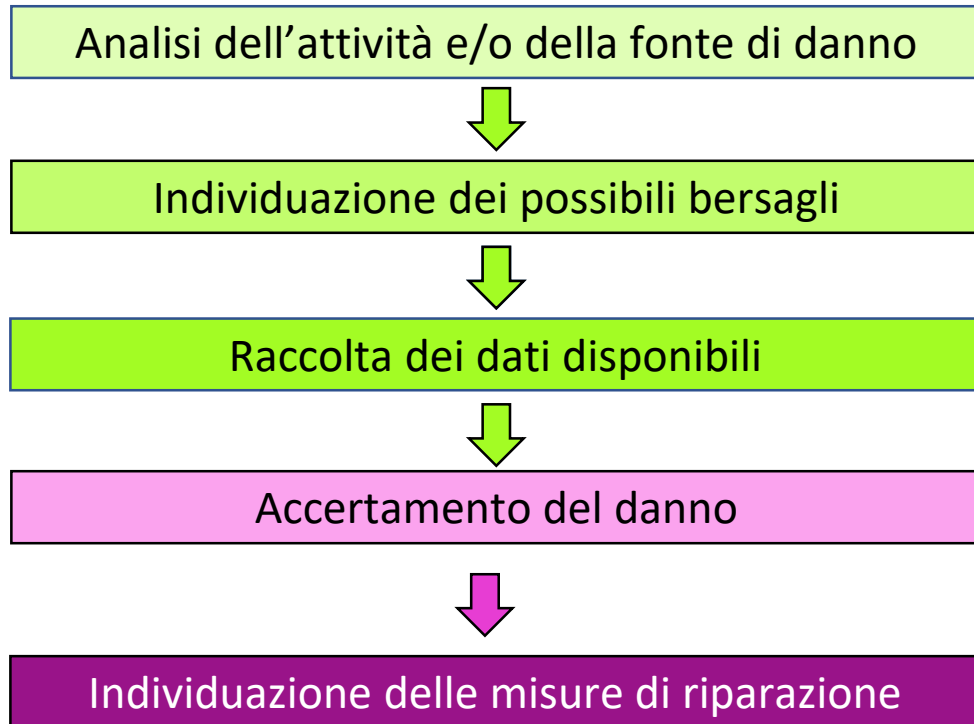 Analisi dell’attività e/o della fonte di danno
Individuazione dei possibili bersagli
Raccolta dei dati disponibili
Accertamento del danno
Individuazione delle misure di riparazione